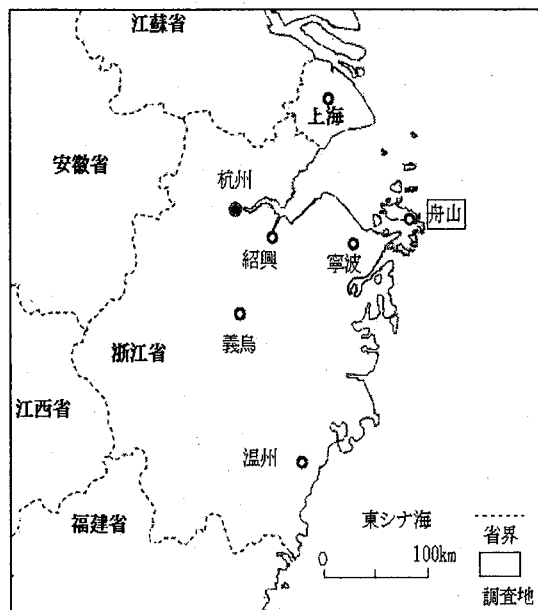 江蘇省
上海
安徽省
杭州
舟山
紹興
寧波
義烏
浙江省
江西省
温州
福建省
東シナ海
省界
0
100km
調査地